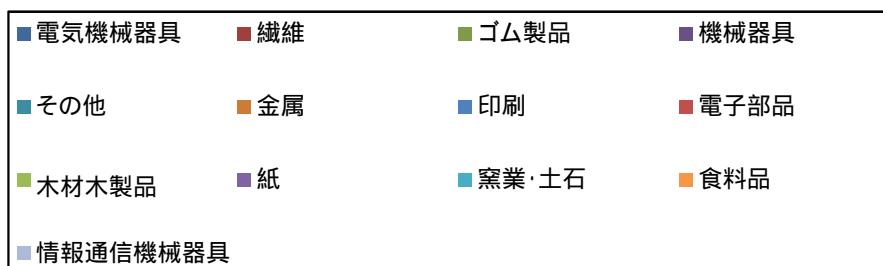 電気機械器具 繊維 ゴム製品 機械器具
その他 金属 印刷 電子部品
木材木製品 紙 窯業・土石 食料品
情報通信機械器具